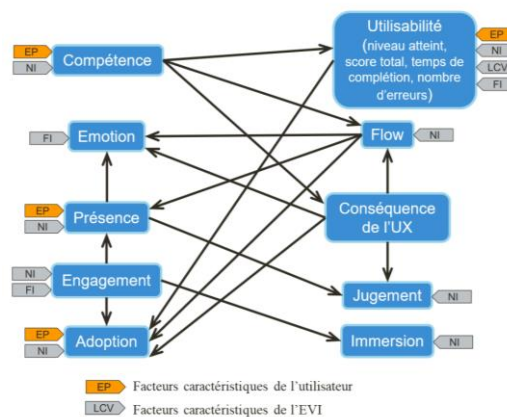 Utilisabilité
(niveau atteint,
score total, temps de
complétion, nombre
d'erreurs)
EP
NI
LCV
FI
EP
NI
Compétence
FI
Emotion
Flow
NI
EP
NI
Présence
Conséquence
de l'UX
NI
FI
Engagement
Jugement
NI
EP
NI
Adoption
Immersion
NI
EP
Facteurs caractéristiques de l'utilisateur
LCV
Facteurs caractéristiques de l'EVI